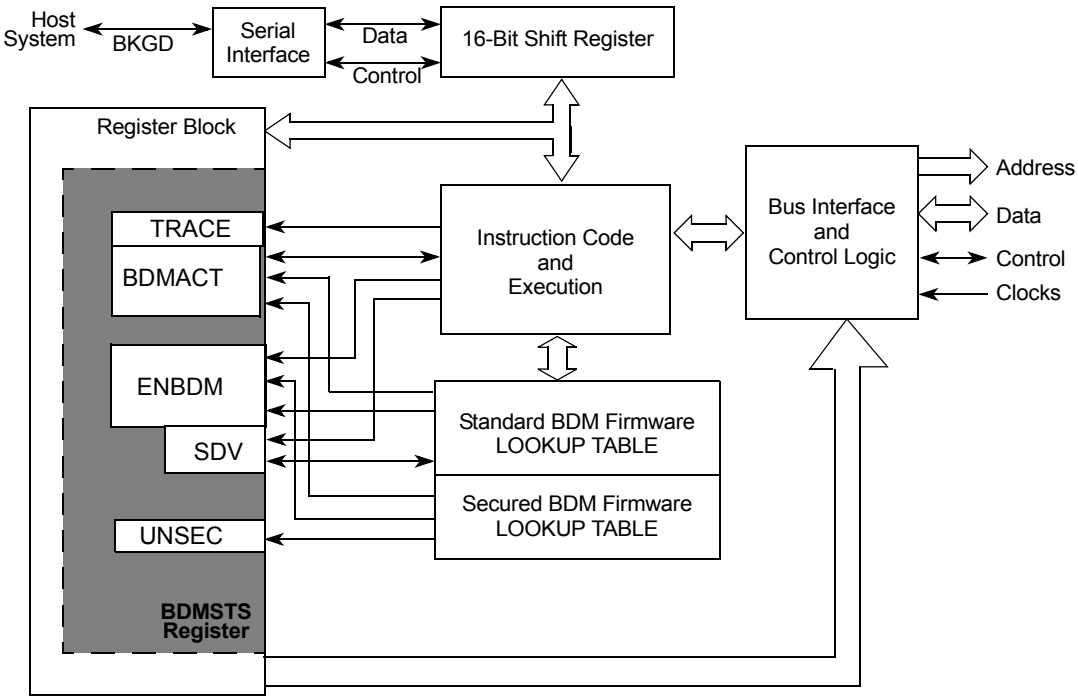 Host
System
BKGD
Serial
Interface
Data
Control
16-Bit Shift Register
Register Block
TRACE
BDMACT
ENBDM
SDV
UNSEC
BDMSTS
Register
Instruction Code
and
Execution
Standard BDM Firmware
LOOKUP TABLE
Secured BDM Firmware
LOOKUP TABLE
Bus Interface
and
Control Logic
Address
Data
Control
Clocks